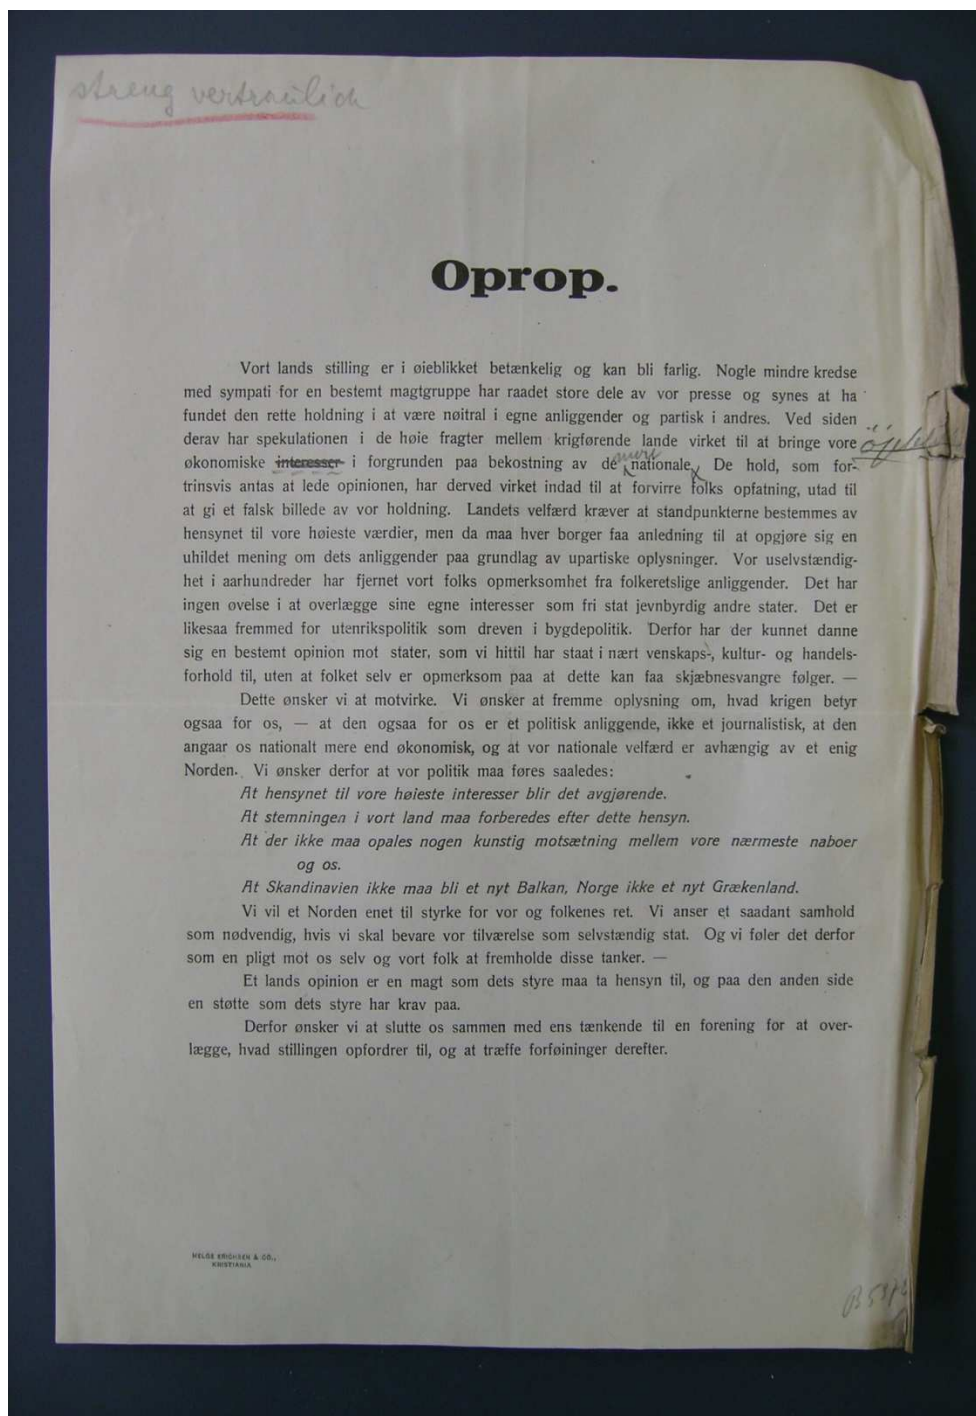 streng vertraulich
Oprop.
Vort lands stilling er i øieblikket betænkelig og kan bli farlig. Nogle mindre kredse
med sympati for en bestemt magtgruppe har raadet store dele av vor presse og synes at ha
fundet den rette holdning i at være nøitral i egne anliggender og partisk i andres. Ved siden
derav har spekulationen i de høie fragter mellem krigførende lande virket til at bringe vore
økonomiske interesser i forgrunden paa bekostning av de nationale. De hold, som for-
trinsvis antas at lede opinionen, har derved virket indad til at forvirre folks opfatning, utad til
at gi et falsk billede av vor holdning. Landets velfærd kræver at standpunkterne bestemmes av
hensynet til vore høieste værdier, men da maa hver borger faa anledning til at opgjøre sig en
uhildet mening om dets anliggender paa grundlag av upartiske oplysninger. Vor uselvstændig-
het i aarhundreder har fjernet vort folks opmerksomhet fra folkeretslige anliggender. Det har
ingen øvelse i at overlægge sine egne interesser som fri stat jevnbyrdig andre stater. Det er
likesaa fremmed for utenrikspolitik som dreven i bygdepolitik. Derfor har der kunnet danne
sig en bestemt opinion mot stater, som vi hittil har staat i nært venskaps-, kultur- og handels-
forhold til, uten at folket selv er opmerksom paa at dette kan faa skjæbnesvangre følger. —
Dette ønsker vi at motvirke. Vi ønsker at fremme oplysning om, hvad krigen betyr
ogsaa for os, — at den ogsaa for os er et politisk anliggende, ikke et journalistisk, at den
angaar os nationalt mere end økonomisk, og at vor nationale velfærd er avhængig av et enig
Norden. Vi ønsker derfor at vor politik maa føres saaledes:
At hensynet til vore høieste interesser blir det avgjørende.
At stemningen i vort land maa forberedes efter dette hensyn.
At der ikke maa opales nogen kunstig motsætning mellem vore nærmeste naboer
og os.
At Skandinavien ikke maa bli et nyt Balkan, Norge ikke et nyt Grækenland.
Vi vil et Norden enet til styrke for vor og folkenes ret. Vi anser et saadant samhold
som nødvendig, hvis vi skal bevare vor tilværelse som selvstændig stat. Og vi føler det derfor
som en pligt mot os selv og vort folk at fremholde disse tanker. —
Et lands opinion er en magt som dets styre maa ta hensyn til, og paa den anden side
en støtte som dets styre har krav paa.
Derfor ønsker vi at slutte os sammen med ens tænkende til en forening for at over-
lægge, hvad stillingen opfordrer til, og at træffe forføininger derefter.
HELGE ERICHSEN & CO.,
KRISTIANIA